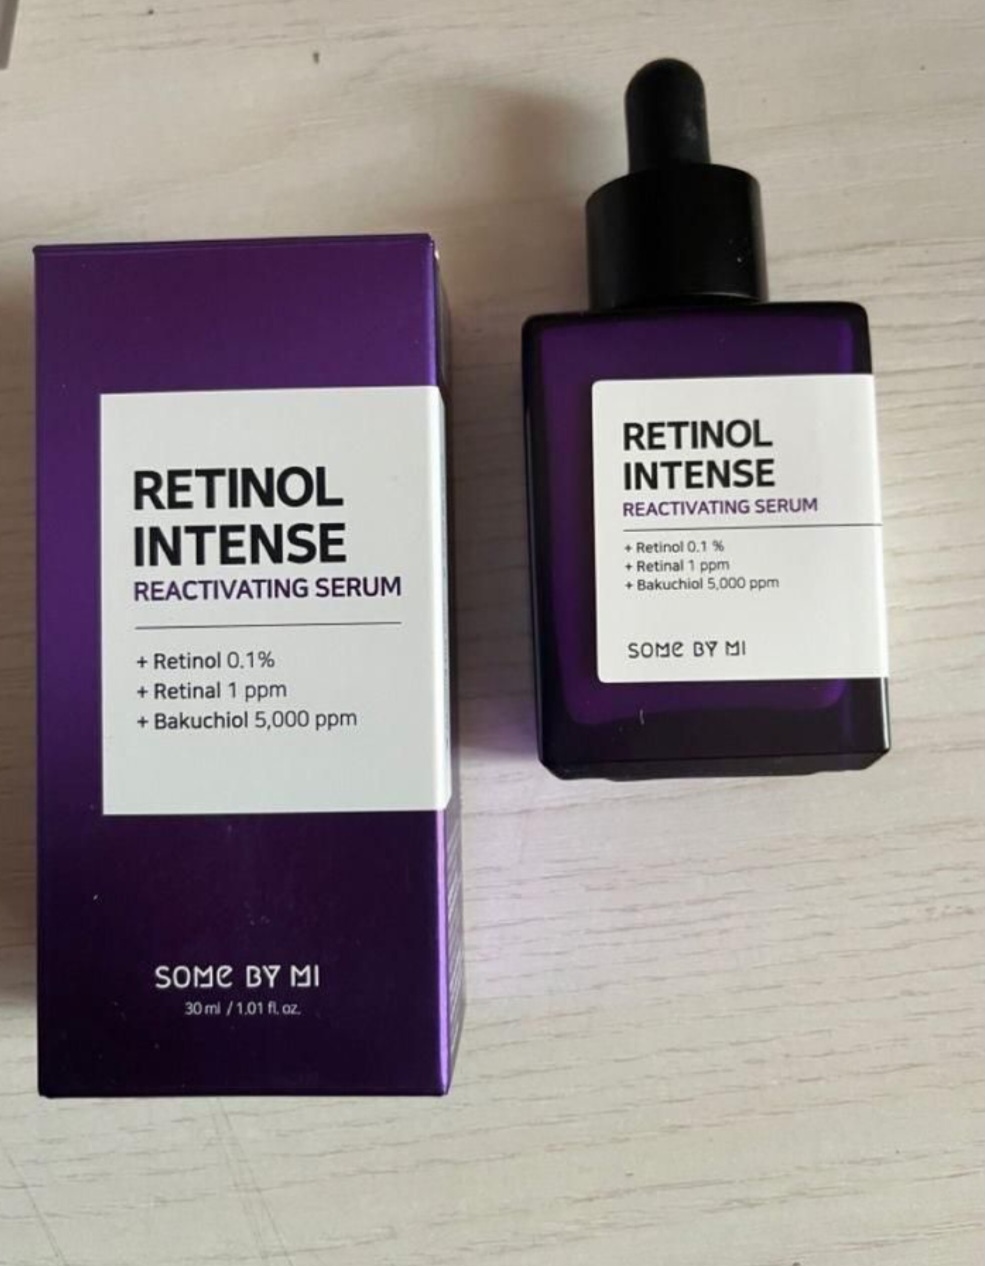 RETINOL
INTENSE
REACTIVATING SERUM
+ Retinol 0.1%
+ Retinal 1 ppm
+ Bakuchiol 5,000 ppm
SOME BY MI
30 ml / 1.01 fl. oz.
RETINOL
INTENSE
REACTIVATING SERUM
+ Retinol 0.1 %
+ Retinal 1 ppm
+ Bakuchiol 5,000 ppm
SOME BY MI